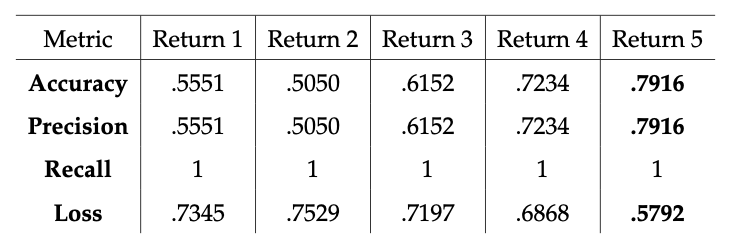 Metric Return 1 Return 2 Return 3 Return 4 Return 5
Accuracy .5551 .5050 .6152 .7234 .7916
Precision .5551 .5050 .6152 .7234 .7916
Recall 1 1 1 1 1
Loss .7345 .7529 .7197 .6868 .5792